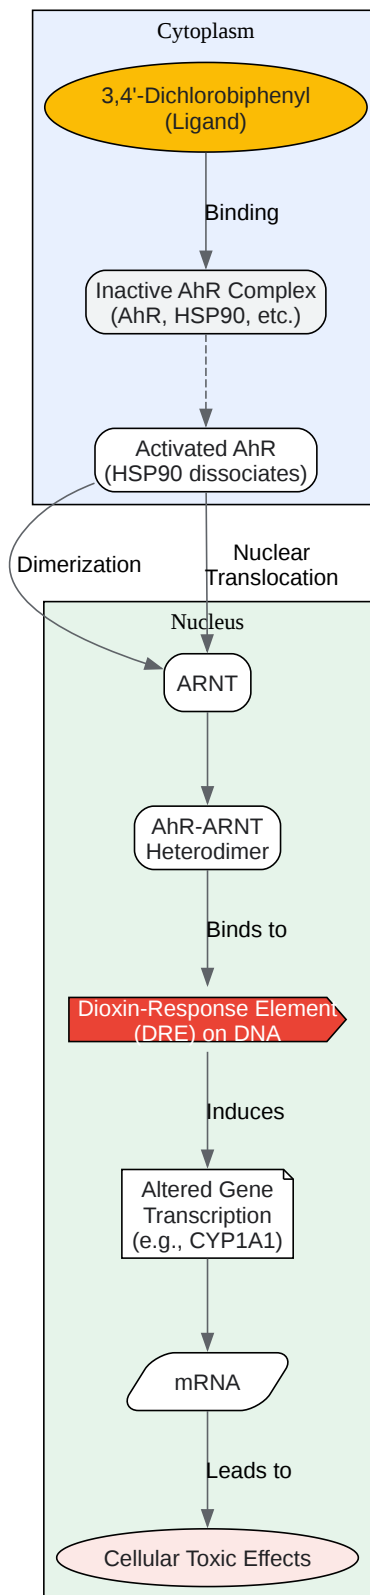 Cytoplasm
3,4'-Dichlorobiphenyl
(Ligand)
Binding
Inactive AhR Complex
(AhR, HSP90, etc.)
Activated AhR
(HSP90 dissociates)
Dimerization
Nuclear
Translocation
Nucleus
ARNT
AhR-ARNT
Heterodimer
Binds to
Dioxin-Response Element
(DRE) on DNA
Induces
Altered Gene
Transcription
(e.g., CYP1A1)
mRNA
Leads to
Cellular Toxic Effects